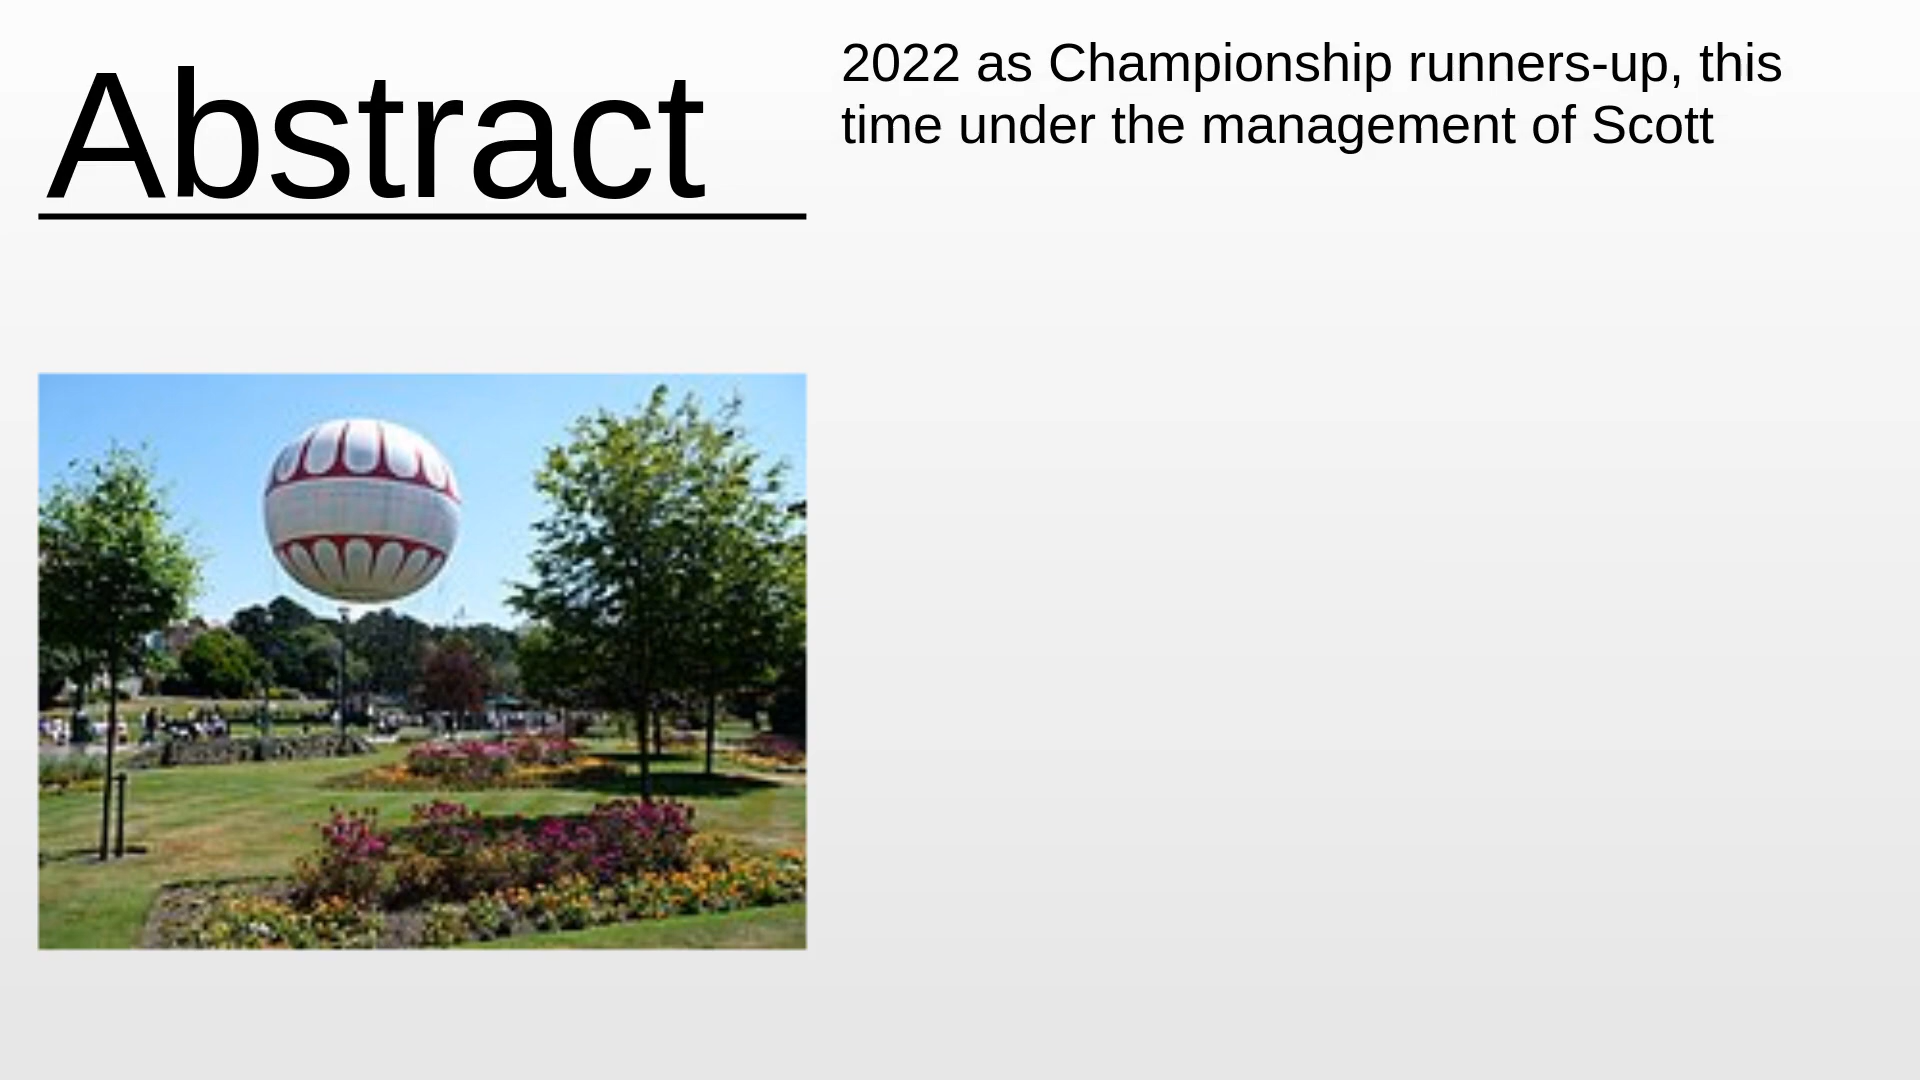 Abstract
2022 as Championship runners-up, this
time under the management of Scott